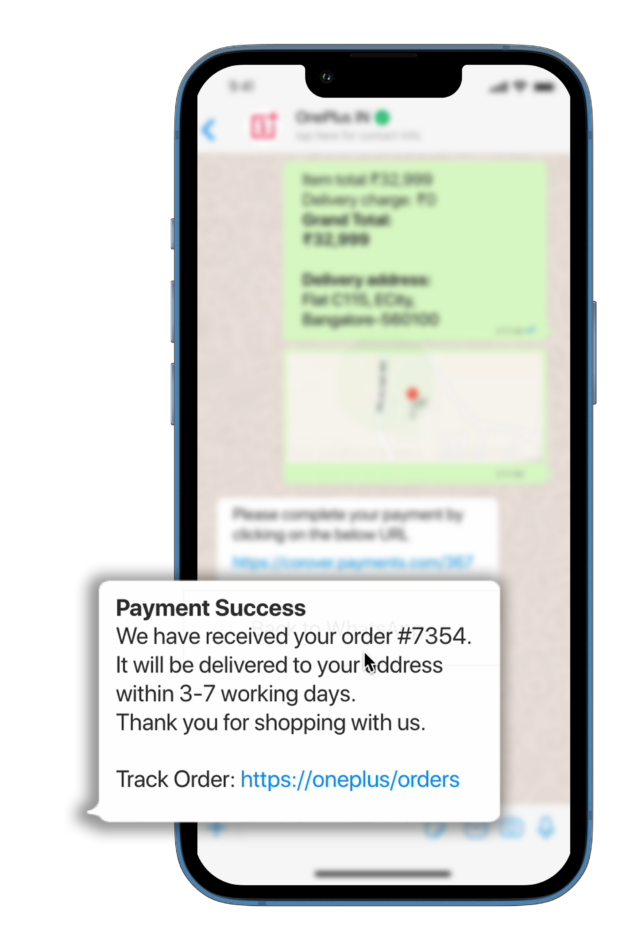 9:41
OnePlus IN
tap here for contact info
Item total ₹32,999
Delivery charge: ₹0
Grand Total:
₹32,999
Delivery address:
Flat C115, ECity,
Bangalore-560100
Please complete your payment by
clicking on the below URL
https://corover.payments.com/367
Back to WhatsApp
Payment Success
We have received your order #7354.
It will be delivered to your address
within 3-7 working days.
Thank you for shopping with us.
Track Order: https://oneplus/orders